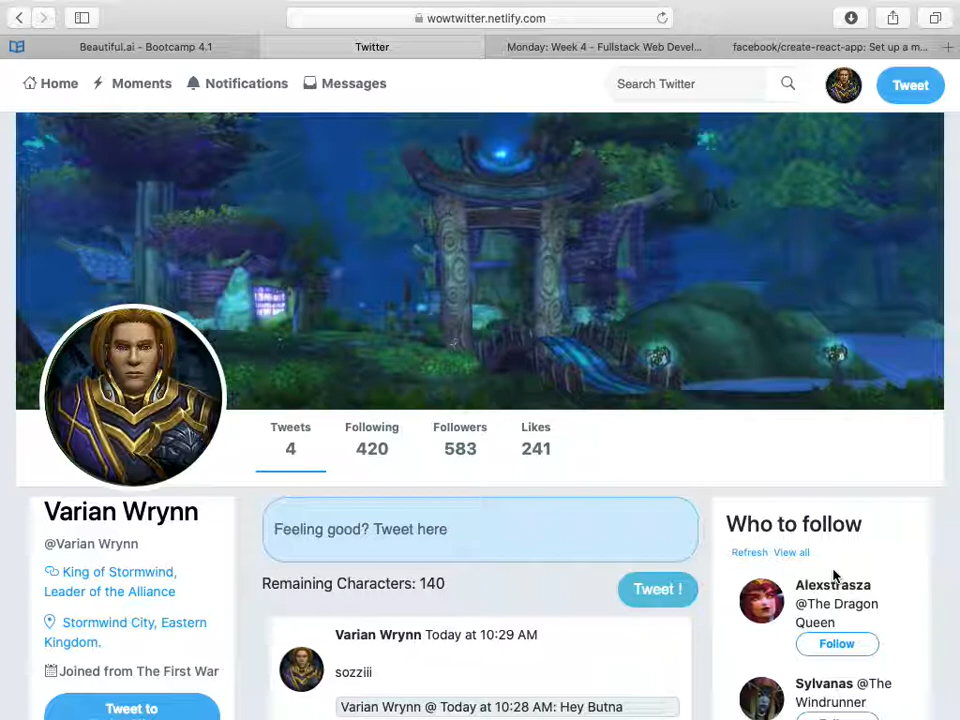 wowtwitter.netlify.com
Beautiful.ai - Bootcamp 4.1
Twitter
Monday: Week 4 - Fullstack Web Devel...
facebook/create-react-app: Set up a m...
Home
Moments
Notifications
Messages
Search Twitter
Tweet
Tweets
Following
Followers
Likes
4
420
583
241
Varian Wrynn
@Varian Wrynn
King of Stormwind,
Leader of the Alliance
Stormwind City, Eastern
Kingdom.
Joined from The First War
Tweet to
Feeling good? Tweet here
Remaining Characters: 140
Tweet !
Varian Wrynn Today at 10:29 AM
sozziii
Varian Wrynn @ Today at 10:28 AM: Hey Butna
Who to follow
Refresh View all
Alexstrasza
@The Dragon
Queen
Follow
Sylvanas @The
Windrunner